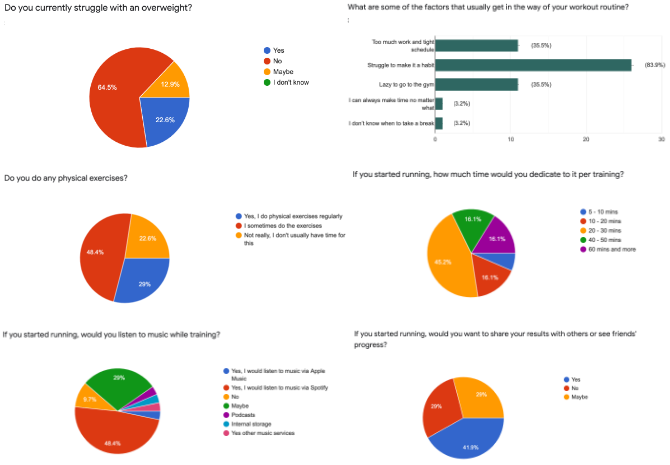 Do you currently struggle with an overweight?
64.5%
12.9%
22.6%
Yes
No
Maybe
I don't know
What are some of the factors that usually get in the way of your workout routine?
Too much work and tight
schedule
(35.5%)
Struggle to make it a habit
(83.9%)
Lazy to go to the gym
(35.5%)
I can always make time no matter
what
(3.2%)
I don't know when to take a break
(3.2%)
0
10
20
30
Do you do any physical exercises?
48.4%
22.6%
29%
Yes, I do physical exercises regularly
I sometimes do the exercises
Not really, I don't usually have time for
this
If you started running, how much time would you dedicate to it per training?
16.1%
16.1%
45.2%
16.1%
5 - 10 mins
10 - 20 mins
20 - 30 mins
40 - 50 mins
60 mins and more
If you started running, would you listen to music while training?
29%
9.7%
48.4%
Yes, I would listen to music via Apple
Music
Yes, I would listen to music via Spotify
No
Maybe
Podcasts
Internal storage
Yes other music services
If you started running, would you want to share your results with others or see friends'
progress?
29%
29%
41.9%
Yes
No
Maybe